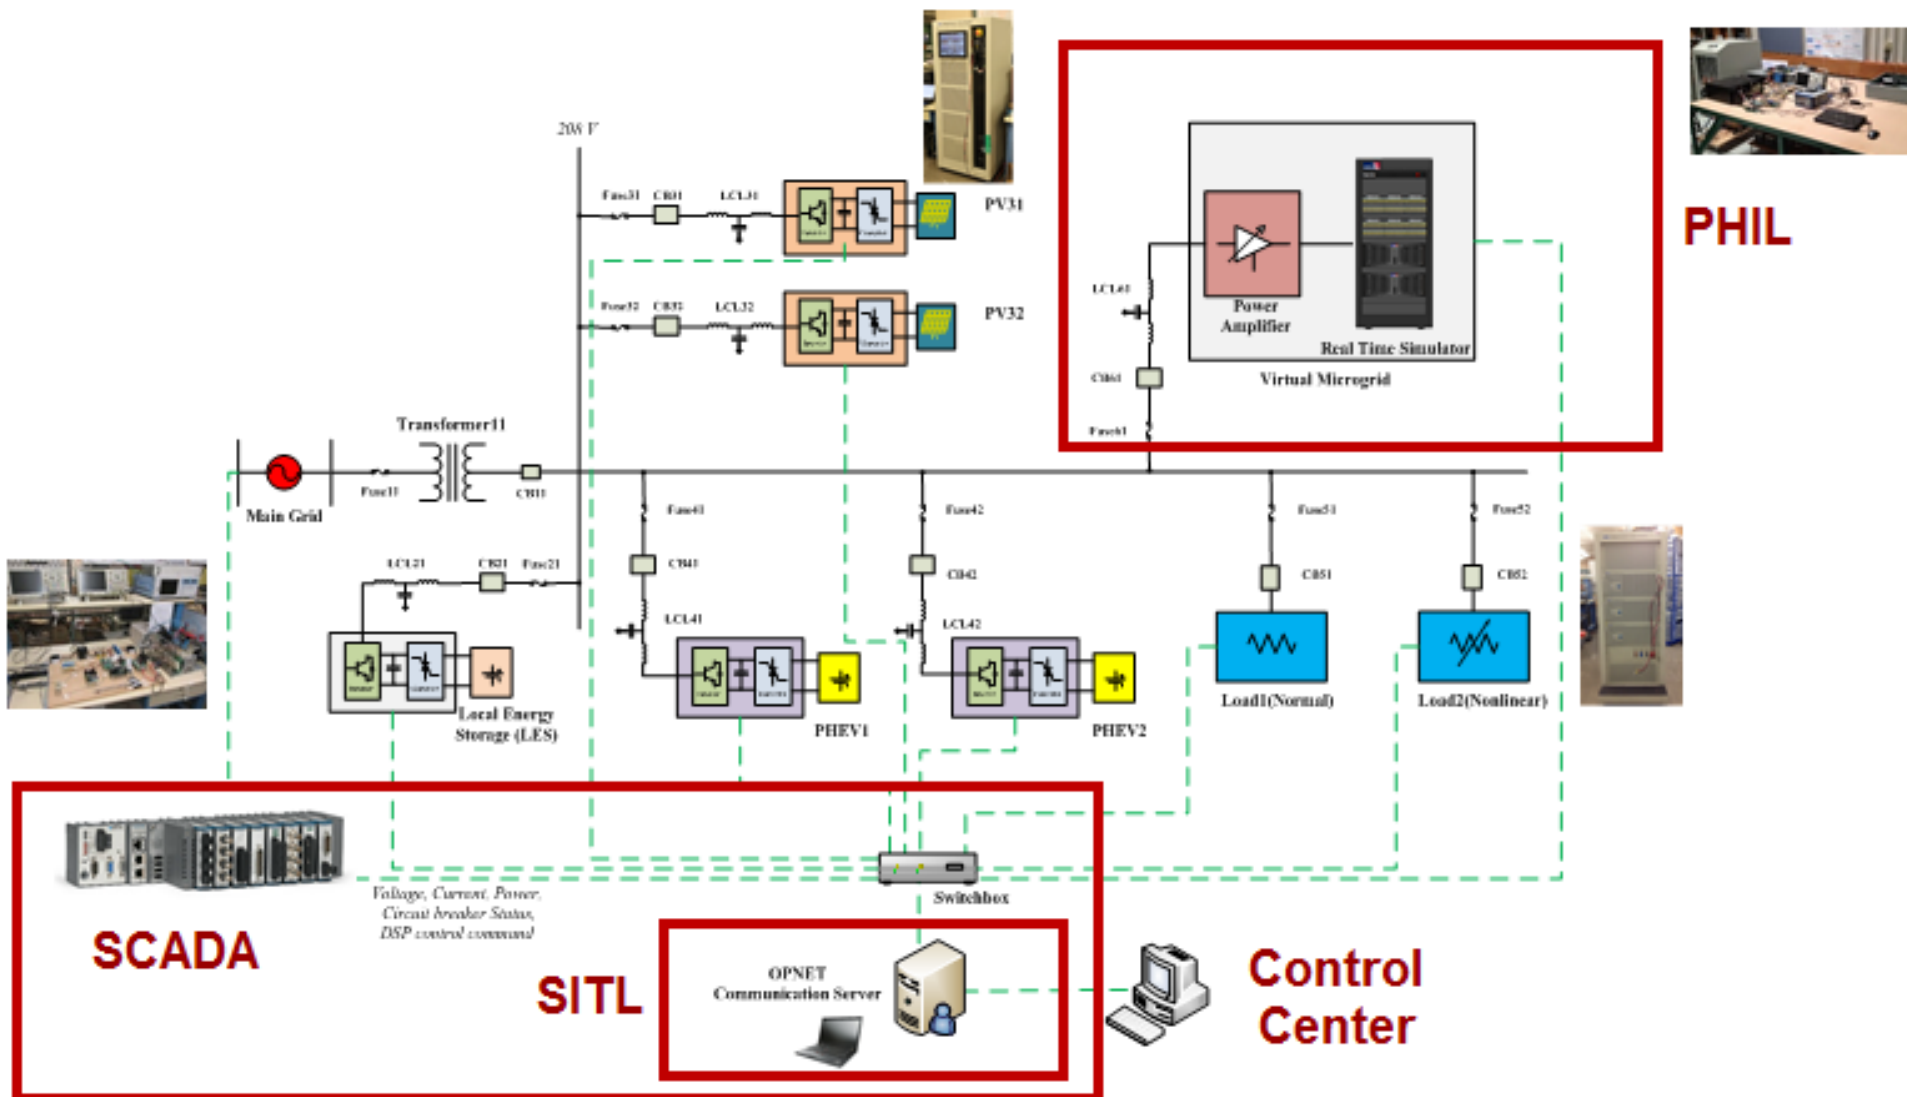 208 V
Fuse31
CB31
LCL31
PV31
Fuse32
CB32
LCL32
PV32
PHIL
LCL61
Power
Amplifier
Real Time Simulator
CB61
Virtual Microgrid
Fuse61
Transformer11
Fuse11
CB11
Main Grid
Fuse41
Fuse42
Fuse51
Fuse52
LCL21
CB21
Fuse21
CB41
CB42
CB51
CB52
LCL41
LCL42
Local Energy
Storage (LES)
PHEV1
PHEV2
Load1(Normal)
Load2(Nonlinear)
Voltage, Current, Power,
Circuit breaker Status,
DSP control command
Switchbox
SCADA
SITL
OPNET
Communication Server
Control
Center